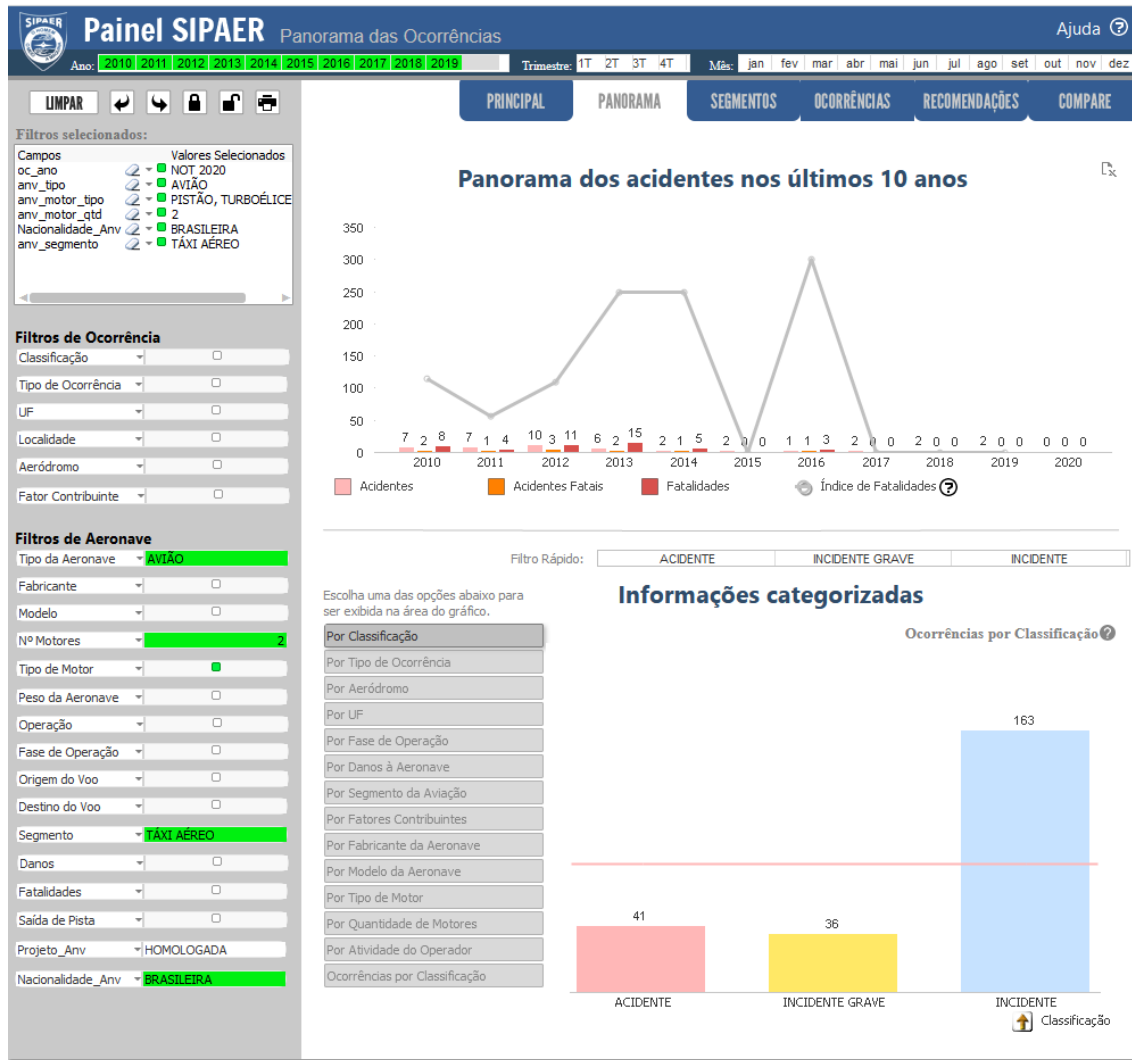 SIPAER
Painel SIPAER Panorama das Ocorrências
Ajuda ?
Ano: 2010 2011 2012 2013 2014 2015 2016 2017 2018 2019
Trimestre: 1T 2T 3T 4T
Mês: jan fev mar abr mai jun jul ago set out nov dez
LIMPAR
PRINCIPAL PANORAMA SEGMENTOS OCORRÊNCIAS RECOMENDAÇÕES COMPARE
Filtros selecionados:
Campos Valores Selecionados
oc_ano NOT 2020
anv_tipo AVIÃO
anv_motor_tipo PISTÃO, TURBOÉLICE
anv_motor_qtd 2
Nacionalidade_Anv BRASILEIRA
anv_segmento TÁXI AÉREO
Filtros de Ocorrência
Classificação
Tipo de Ocorrência
UF
Localidade
Aeródromo
Fator Contribuinte
Filtros de Aeronave
Tipo da Aeronave AVIÃO
Fabricante
Modelo
Nº Motores 2
Tipo de Motor
Peso da Aeronave
Operação
Fase de Operação
Origem do Voo
Destino do Voo
Segmento TÁXI AÉREO
Danos
Fatalidades
Saída de Pista
Projeto_Anv HOMOLOGADA
Nacionalidade_Anv BRASILEIRA
Panorama dos acidentes nos últimos 10 anos
350
300
250
200
150
100
50
0
7 2 8 7 1 4 10 3 11 6 2 15 2 1 5 2 0 0 1 1 3 2 0 0 2 0 0 2 0 0 0 0 0
2010 2011 2012 2013 2014 2015 2016 2017 2018 2019 2020
Acidentes Acidentes Fatais Fatalidades Índice de Fatalidades ?
Filtro Rápido: ACIDENTE INCIDENTE GRAVE INCIDENTE
Escolha uma das opções abaixo para
ser exibida na área do gráfico.
Por Classificação
Por Tipo de Ocorrência
Por Aeródromo
Por UF
Por Fase de Operação
Por Danos à Aeronave
Por Segmento da Aviação
Por Fatores Contribuintes
Por Fabricante da Aeronave
Por Modelo da Aeronave
Por Tipo de Motor
Por Quantidade de Motores
Por Atividade do Operador
Ocorrências por Classificação
Informações categorizadas
Ocorrências por Classificação ?
163
41
36
ACIDENTE INCIDENTE GRAVE INCIDENTE
Classificação